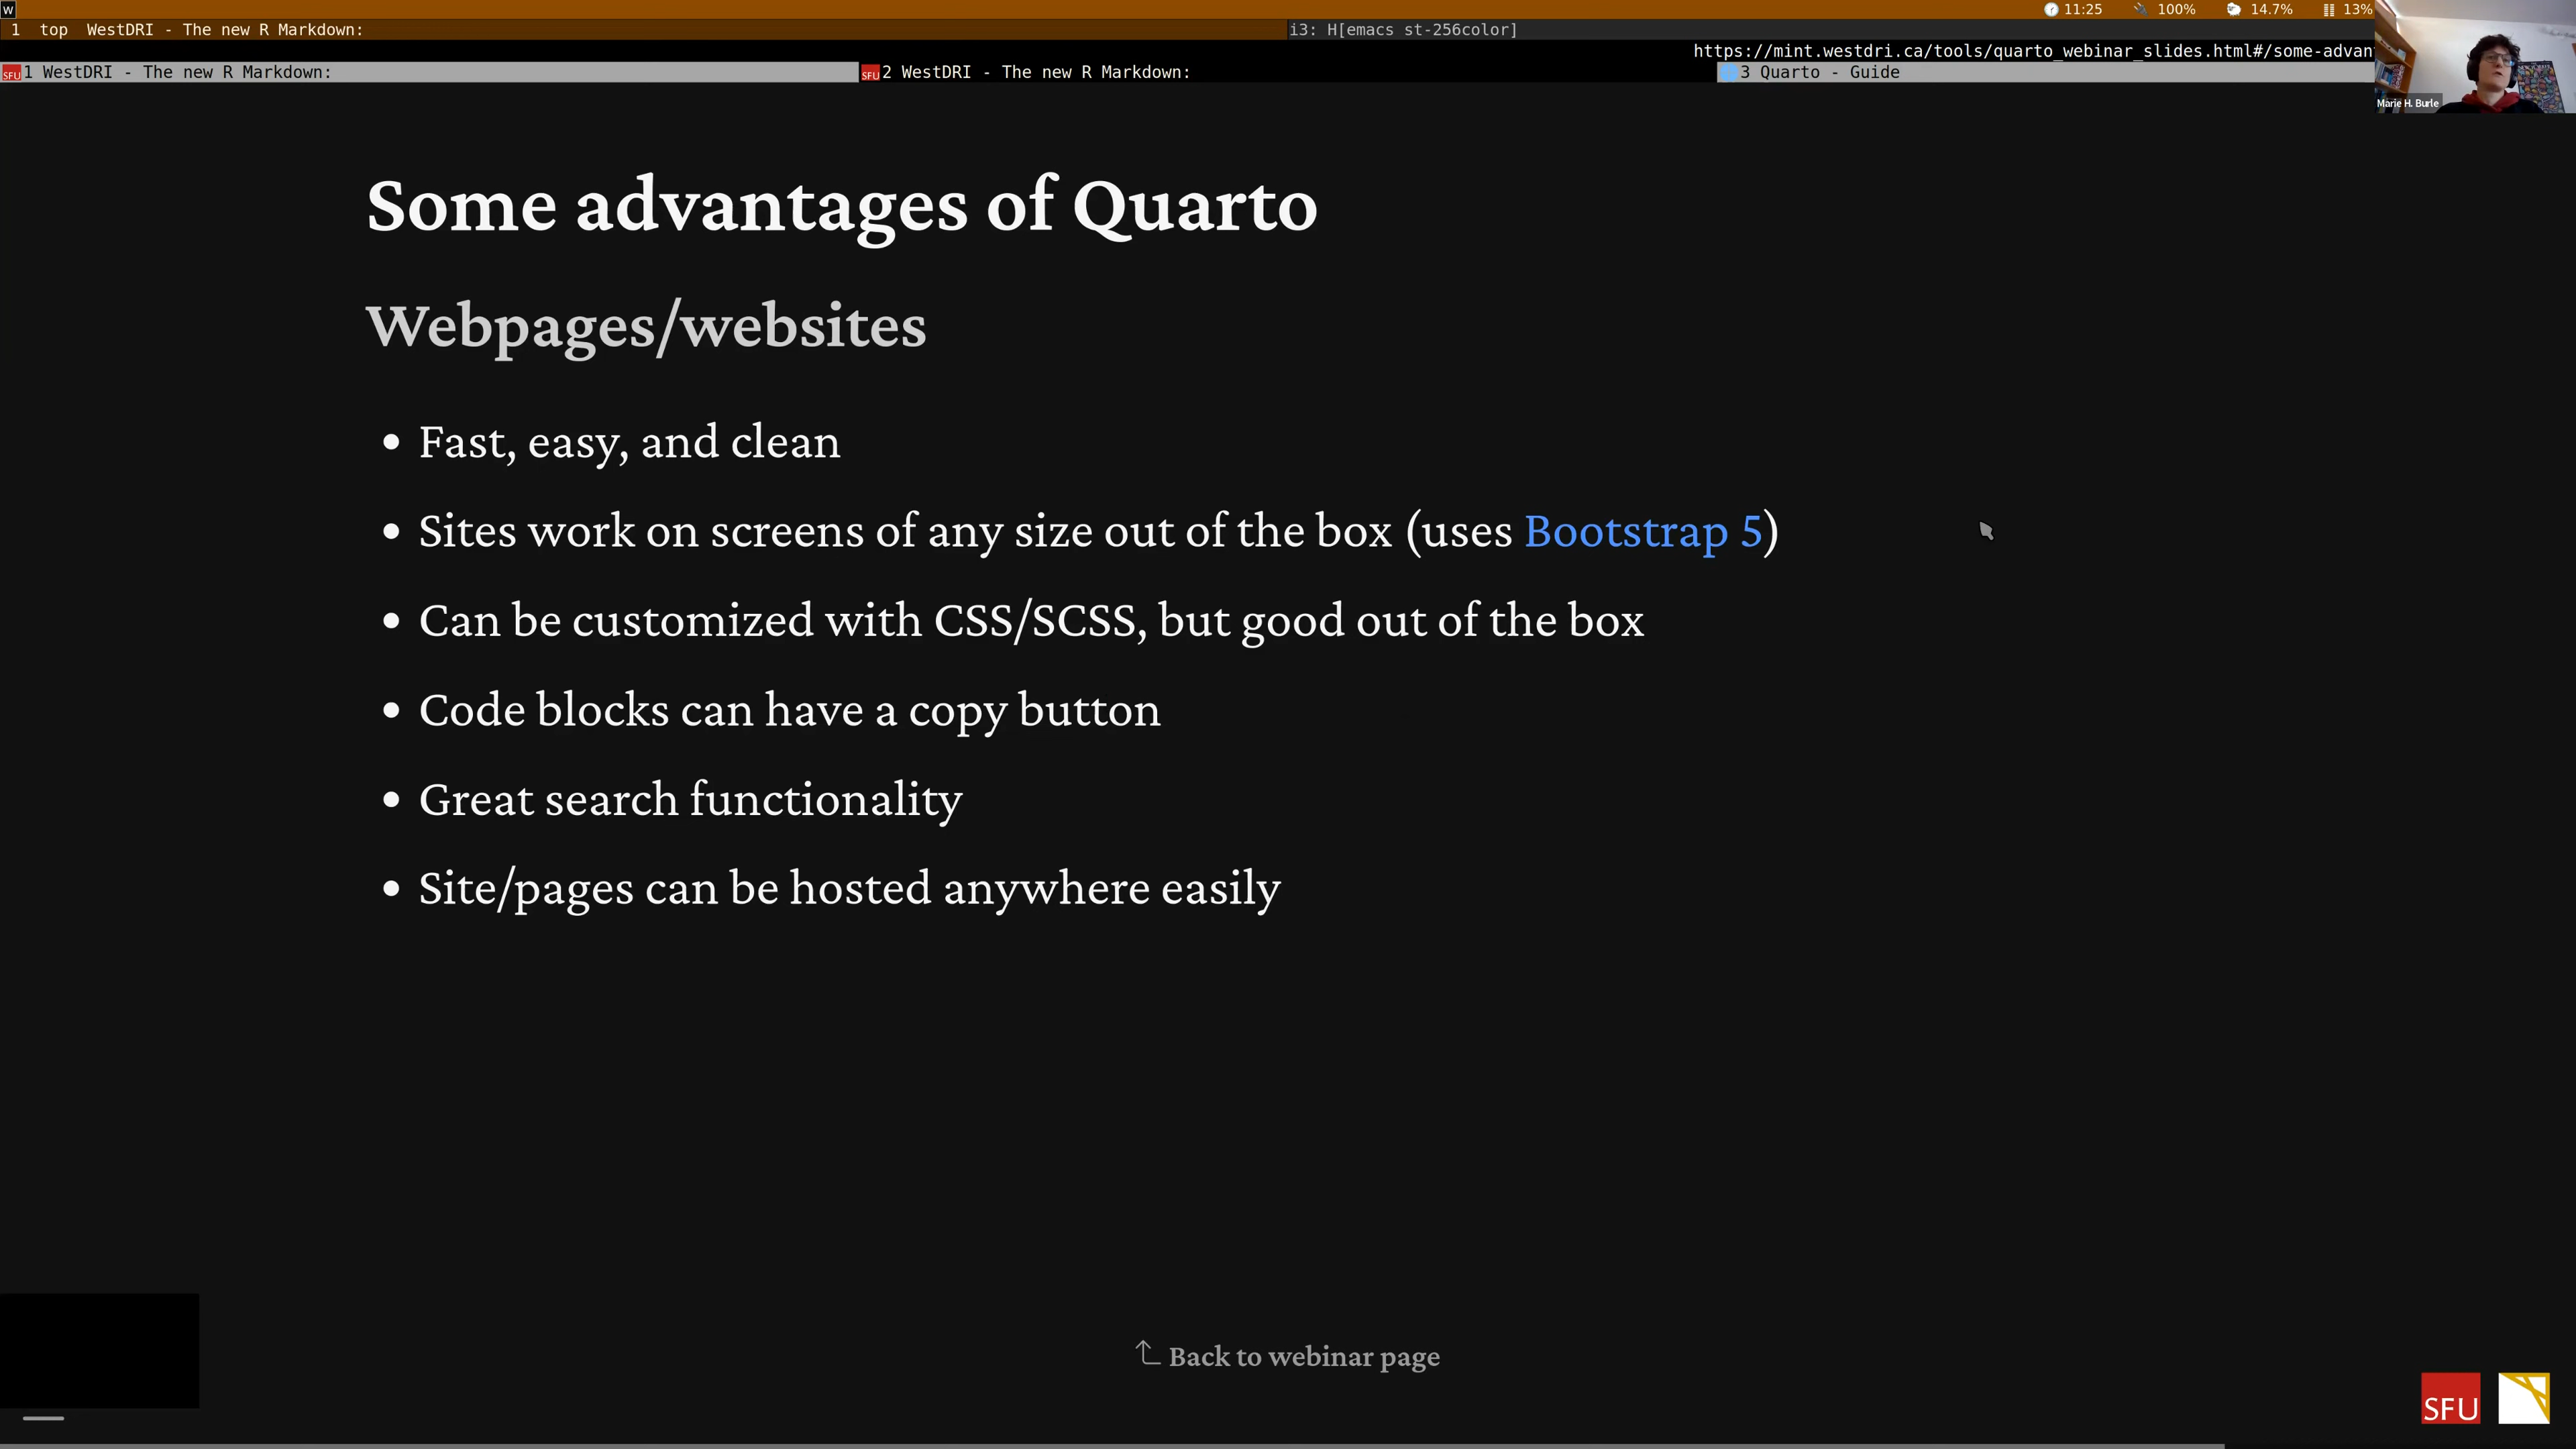 W
11:25 100% 14.7% 13%
1 top WestDRI - The new R Markdown:
i3: H[emacs st-256color]
https://mint.westdri.ca/tools/quarto_webinar_slides.html#/some-advan
SFU 1 WestDRI - The new R Markdown:
SFU 2 WestDRI - The new R Markdown:
3 Quarto - Guide
Marie H. Burle
Some advantages of Quarto
Webpages/websites
• Fast, easy, and clean
• Sites work on screens of any size out of the box (uses Bootstrap 5)
• Can be customized with CSS/SCSS, but good out of the box
• Code blocks can have a copy button
• Great search functionality
• Site/pages can be hosted anywhere easily
Back to webinar page
SFU